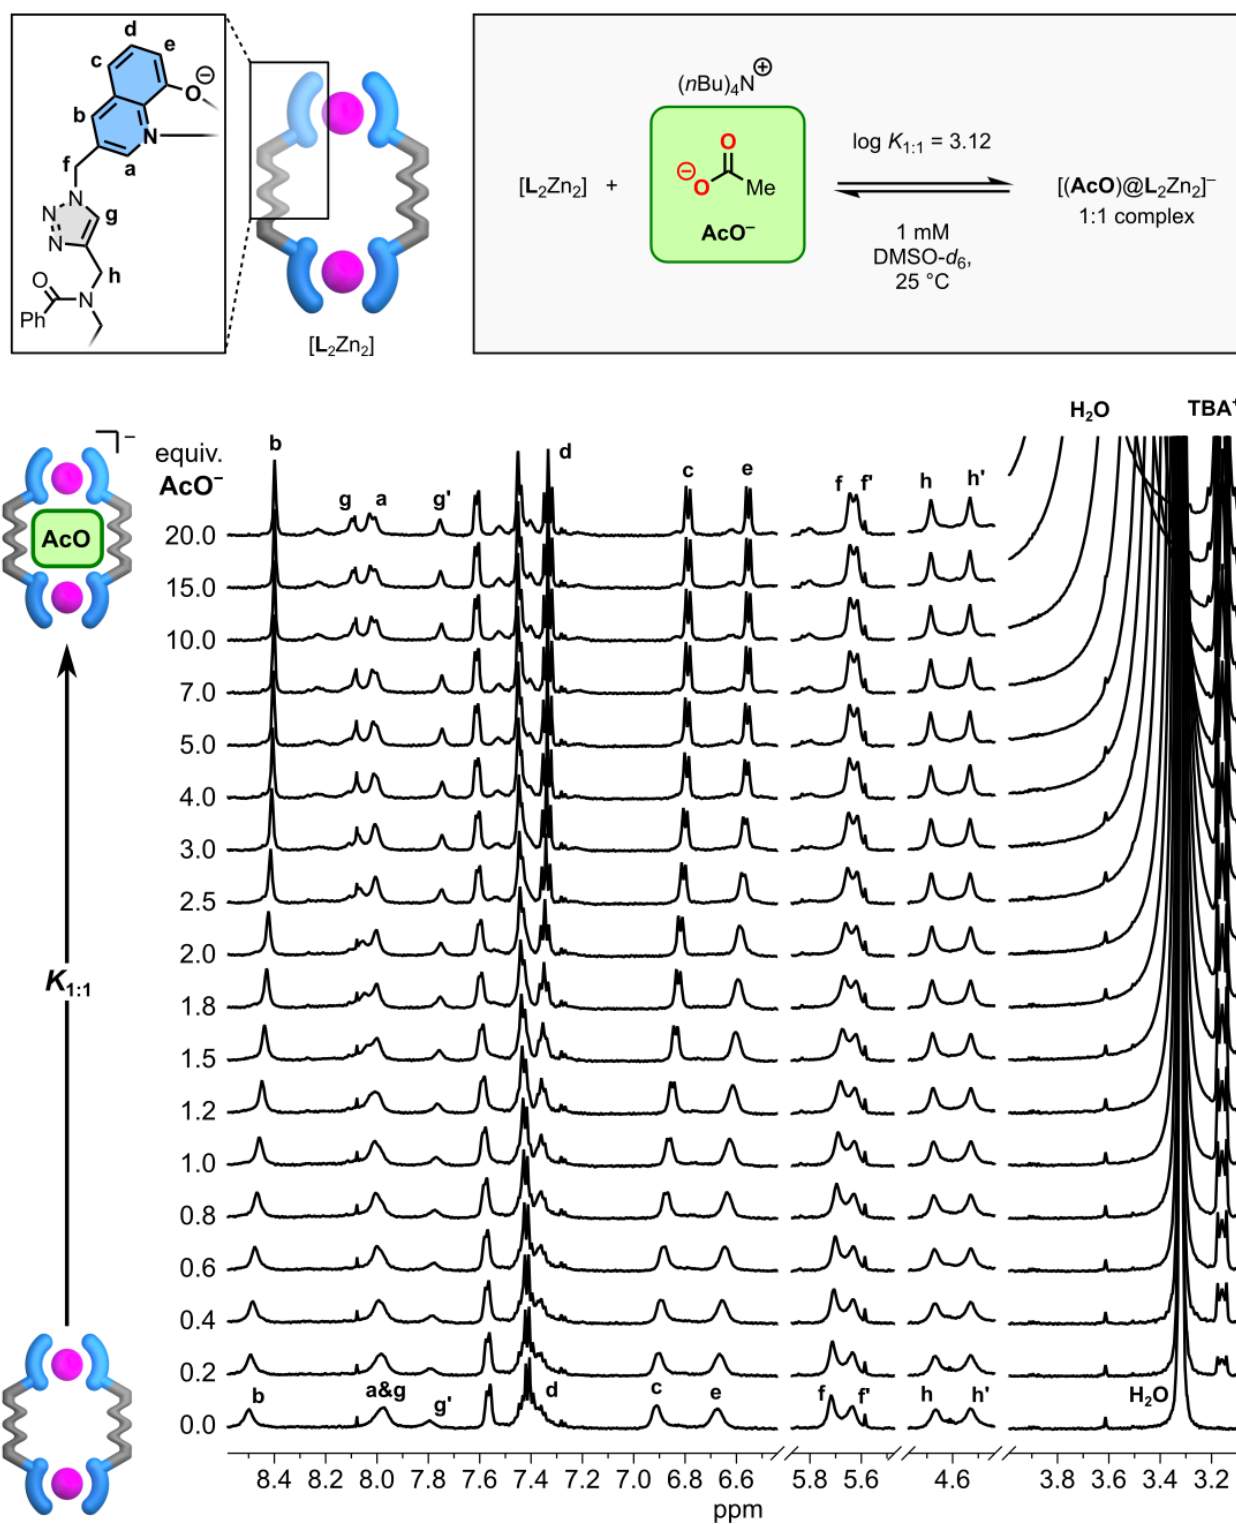 d
c e
O⊖
b
N
f a
N
N g
N
h
O
N
Ph
[L₂Zn₂]
(nBu)₄N⊕
O
⊖O Me
AcO⁻
[L₂Zn₂] +
log K₁:₁ = 3.12
1 mM
DMSO-d₆,
25 °C
[(AcO)@L₂Zn₂]⁻
1:1 complex
H₂O TBA⁺
equiv.
AcO⁻
b g a g' d c e f f' h h'
⁻
AcO
20.0
15.0
10.0
7.0
5.0
4.0
3.0
2.5
2.0
K₁:₁
1.8
1.5
1.2
1.0
0.8
0.6
0.4
0.2
0.0
b a&g g' d c e f f' h h' H₂O
8.4 8.2 8.0 7.8 7.6 7.4 7.2 7.0 6.8 6.6 5.8 5.6 4.6 3.8 3.6 3.4 3.2
ppm